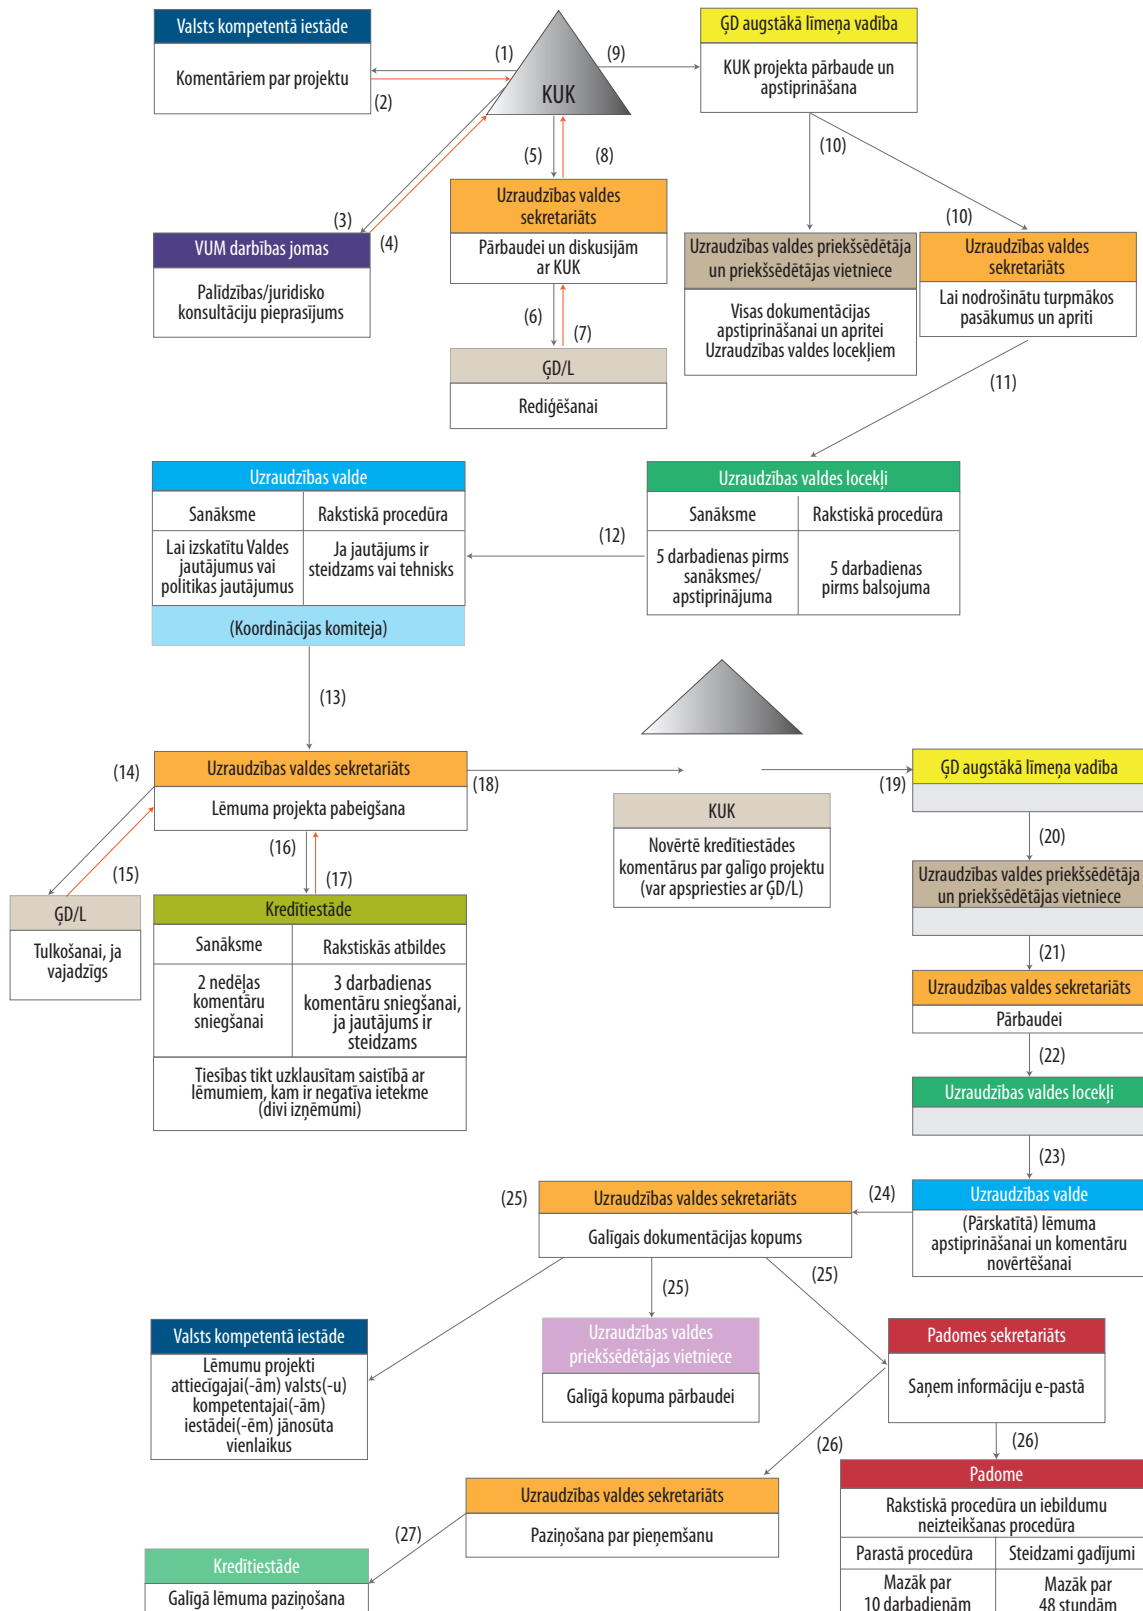 Valsts kompetentā iestāde
Komentāriem par projektu
(1)
(2)
KUK
(9)
ĢD augstākā līmeņa vadība
KUK projekta pārbaude un
apstiprināšana
(3)
(4)
(5)
(8)
(10)
(10)
VUM darbības jomas
Palīdzības/juridisko
konsultāciju pieprasījums
Uzraudzības valdes
sekretariāts
Pārbaudei un diskusijām
ar KUK
(6)
(7)
ĢD/L
Rediģēšanai
Uzraudzības valdes priekšsēdētāja
un priekšsēdētājas vietniece
Visas dokumentācijas
apstiprināšanai un apritei
Uzraudzības valdes locekļiem
Uzraudzības valdes
sekretariāts
Lai nodrošinātu turpmākos
pasākumus un apriti
(11)
Uzraudzības valde
Sanāksme
Rakstiskā procedūra
Lai izskatītu Valdes
jautājumus vai
politikas jautājumus
Ja jautājums ir
steidzams vai tehnisks
(Koordinācijas komiteja)
(12)
Uzraudzības valdes locekļi
Sanāksme
Rakstiskā procedūra
5 darbadienas pirms
sanāksmes/
apstiprinājuma
5 darbadienas
pirms balsojuma
(13)
Uzraudzības valdes sekretariāts
Lēmuma projekta pabeigšana
(14)
(15)
(16)
(17)
(18)
ĢD/L
Tulkošanai, ja
vajadzīgs
Kredītiestāde
Sanāksme
Rakstiskās atbildes
2 nedēļas
komentāru
sniegšanai
3 darbadienas
komentāru sniegšanai,
ja jautājums ir
steidzams
Tiesības tikt uzklausītam saistībā ar
lēmumiem, kam ir negatīva ietekme
(divi izņēmumi)
KUK
Novērtē kredītiestādes
komentārus par galīgo projektu
(var apspriesties ar ĢD/L)
(19)
ĢD augstākā līmeņa vadība
(20)
Uzraudzības valdes priekšsēdētāja
un priekšsēdētājas vietniece
(21)
Uzraudzības valdes sekretariāts
Pārbaudei
(22)
Uzraudzības valdes locekļi
(23)
Uzraudzības valde
(Pārskatītā) lēmuma
apstiprināšanai un komentāru
novērtēšanai
(24)
(25)
Uzraudzības valdes sekretariāts
Galīgais dokumentācijas kopums
(25)
(25)
Valsts kompetentā iestāde
Lēmumu projekti
attiecīgajai(-ām) valsts(-u)
kompetentajai(-ām)
iestādei(-ēm) jānosūta
vienlaikus
Uzraudzības valdes
priekšsēdētājas vietniece
Galīgā kopuma pārbaudei
Padomes sekretariāts
Saņem informāciju e-pastā
(26)
(26)
Uzraudzības valdes sekretariāts
Paziņošana par pieņemšanu
(27)
Kredītiestāde
Galīgā lēmuma paziņošana
Padome
Rakstiskā procedūra un iebildumu
neizteikšanas procedūra
Parastā procedūra
Steidzami gadījumi
Mazāk par
10 darbadienām
Mazāk par
48 stundām